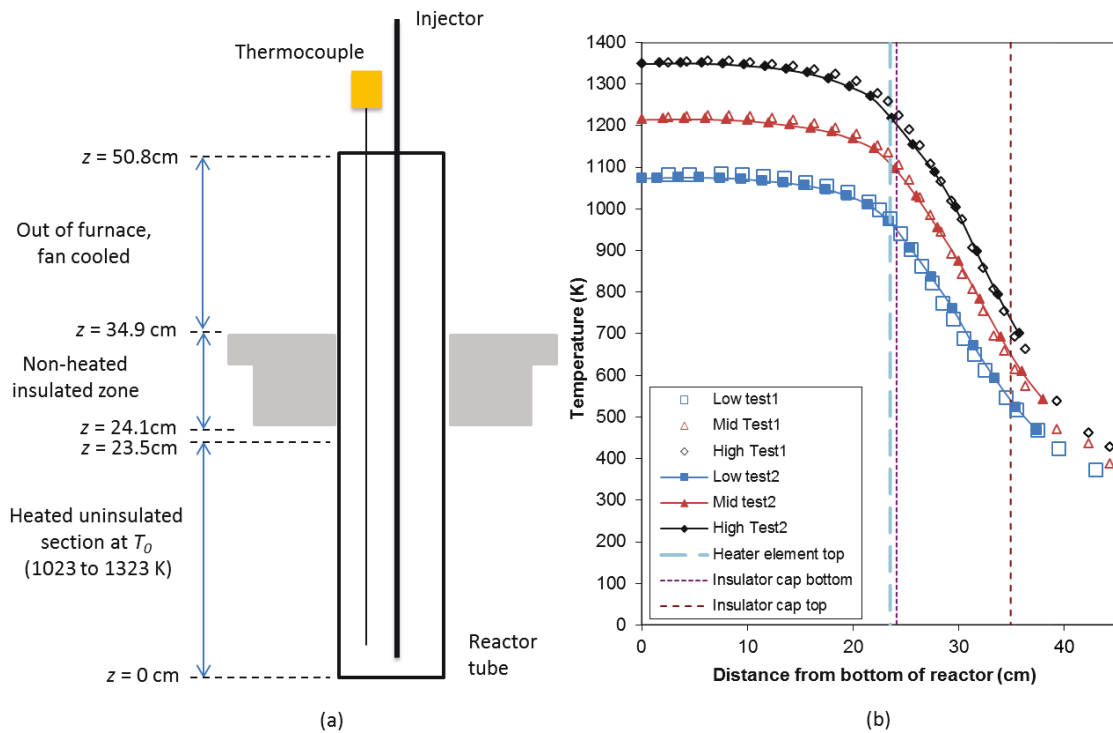 Injector
Thermocouple
z = 50.8cm
Out of furnace,
fan cooled
z = 34.9 cm
Non-heated
insulated zone
z = 24.1cm
z = 23.5cm
Heated uninsulated
section at T0
(1023 to 1323 K)
Reactor
tube
z = 0 cm
(a)
1400
1300
1200
1100
1000
900
800
700
600
500
400
300
200
100
0
Temperature (K)
Low test1
Mid Test1
High Test1
Low test2
Mid test2
High Test2
Heater element top
Insulator cap bottom
Insulator cap top
0 10 20 30 40
Distance from bottom of reactor (cm)
(b)